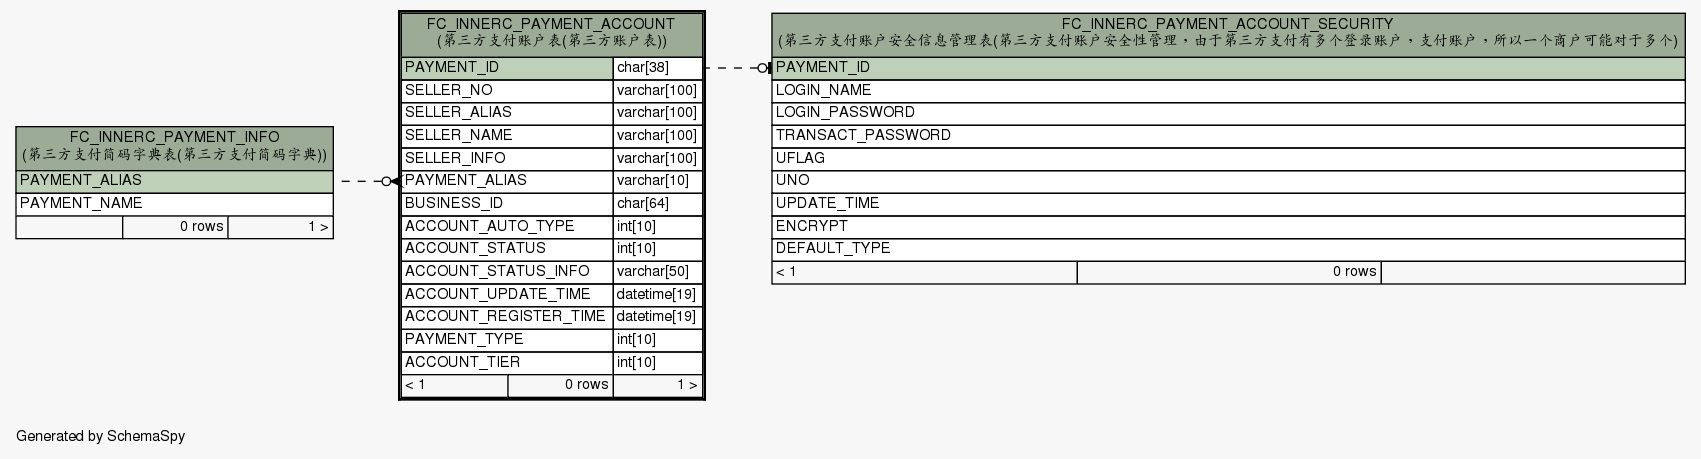 FC_INNERC_PAYMENT_INFO
(第三方支付简码字典表(第三方支付简码字典))
PAYMENT_ALIAS
PAYMENT_NAME
0 rows 1 >
FC_INNERC_PAYMENT_ACCOUNT
(第三方支付账户表(第三方账户表))
PAYMENT_ID char[38]
SELLER_NO varchar[100]
SELLER_ALIAS varchar[100]
SELLER_NAME varchar[100]
SELLER_INFO varchar[100]
PAYMENT_ALIAS varchar[10]
BUSINESS_ID char[64]
ACCOUNT_AUTO_TYPE int[10]
ACCOUNT_STATUS int[10]
ACCOUNT_STATUS_INFO varchar[50]
ACCOUNT_UPDATE_TIME datetime[19]
ACCOUNT_REGISTER_TIME datetime[19]
PAYMENT_TYPE int[10]
ACCOUNT_TIER int[10]
< 1 0 rows 1 >
FC_INNERC_PAYMENT_ACCOUNT_SECURITY
(第三方支付账户安全信息管理表(第三方支付账户安全性管理，由于第三方支付有多个登录账户，支付账户，所以一个商户可能对于多个)
PAYMENT_ID
LOGIN_NAME
LOGIN_PASSWORD
TRANSACT_PASSWORD
UFLAG
UNO
UPDATE_TIME
ENCRYPT
DEFAULT_TYPE
< 1 0 rows
Generated by SchemaSpy